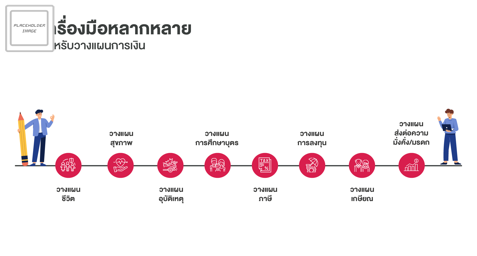 PLACEHOLDER
IMAGE
รื่องมือหลากหลาย
หรับวางแผนการเงิน
วางแผน
สุขภาพ
วางแผน
การศึกษาบุตร
วางแผน
การลงทุน
วางแผน
ส่งต่อความ
มั่งคั่ง/มรดก
วางแผน
ชีวิต
วางแผน
อุบัติเหตุ
วางแผน
ภาษี
วางแผน
เกษียณ